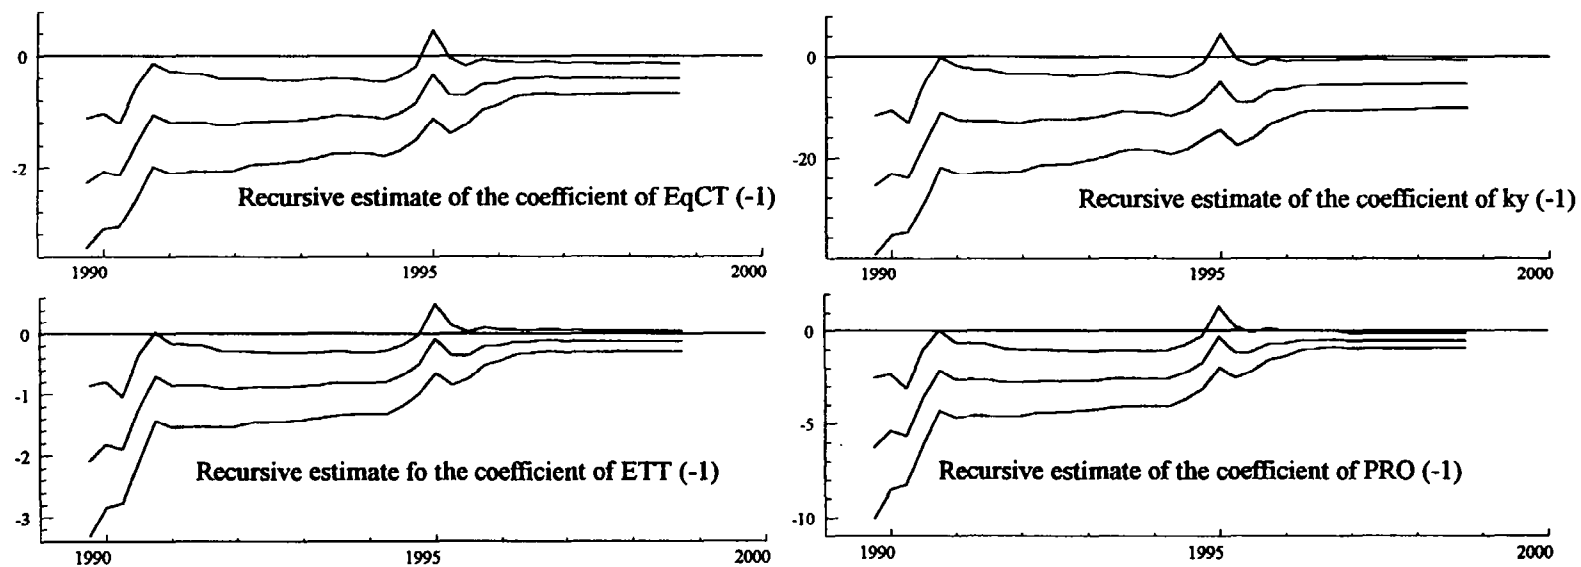 0
-2
Recursive estimate of the coefficient of EqCT (-1)
1990 1995 2000
0
-20
Recursive estimate of the coefficient of ky (-1)
1990 1995 2000
0
-1
-2
-3
Recursive estimate fo the coefficient of ETT (-1)
1990 1995 2000
0
-5
-10
Recursive estimate of the coefficient of PRO (-1)
1990 1995 2000